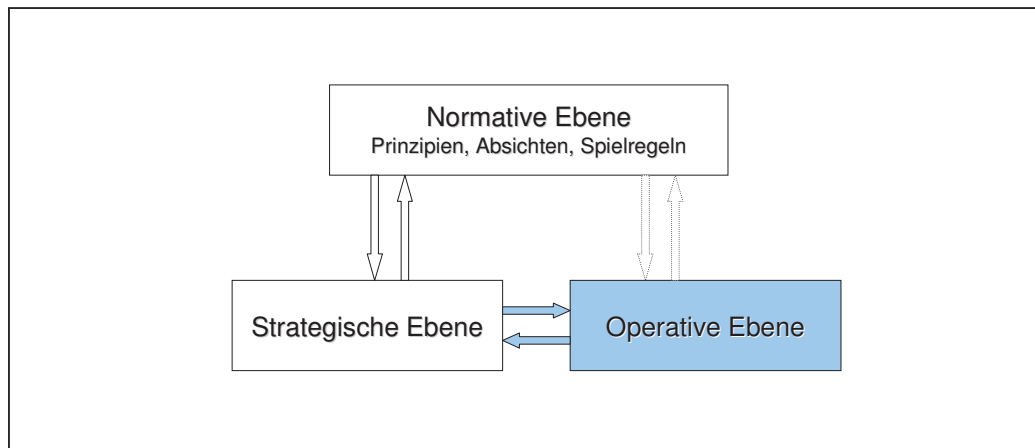 Normative Ebene
Prinzipien, Absichten, Spielregeln
Strategische Ebene
Operative Ebene